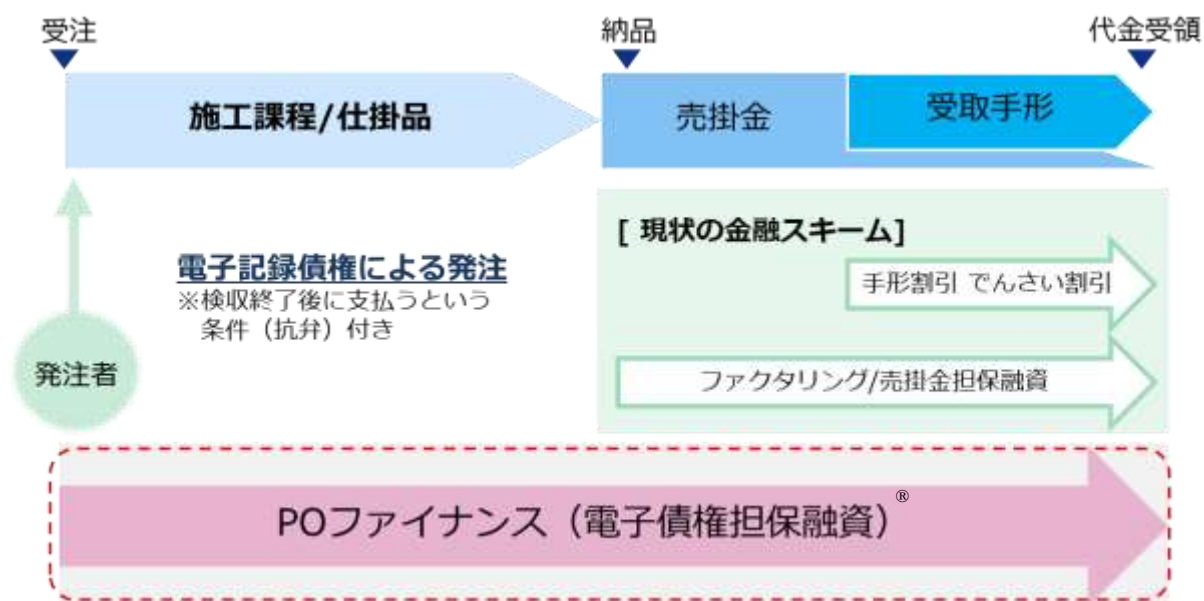 受注
納品
代金受領
施工課程/仕掛品
売掛金
受取手形
[ 現状の金融スキーム]
電子記録債権による発注
※検収終了後に支払うという
条件（抗弁）付き
手形割引 でんさい割引
発注者
ファクタリング/売掛金担保融資
POファイナンス（電子債権担保融資）®